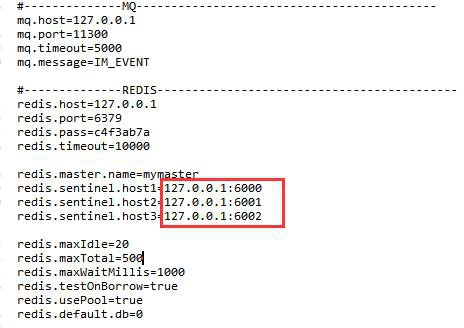 #--------------MQ-------------------------------------------
mq.host=127.0.0.1
mq.port=11300
mq.timeout=5000
mq.message=IM_EVENT
#--------------REDIS-------------------------------------------
redis.host=127.0.0.1
redis.port=6379
redis.pass=c4f3ab7a
redis.timeout=10000
redis.master.name=mymaster
redis.sentinel.host1=127.0.0.1:6000
redis.sentinel.host2=127.0.0.1:6001
redis.sentinel.host3=127.0.0.1:6002
redis.maxIdle=20
redis.maxTotal=500
redis.maxWaitMillis=1000
redis.testOnBorrow=true
redis.usePool=true
redis.default.db=0